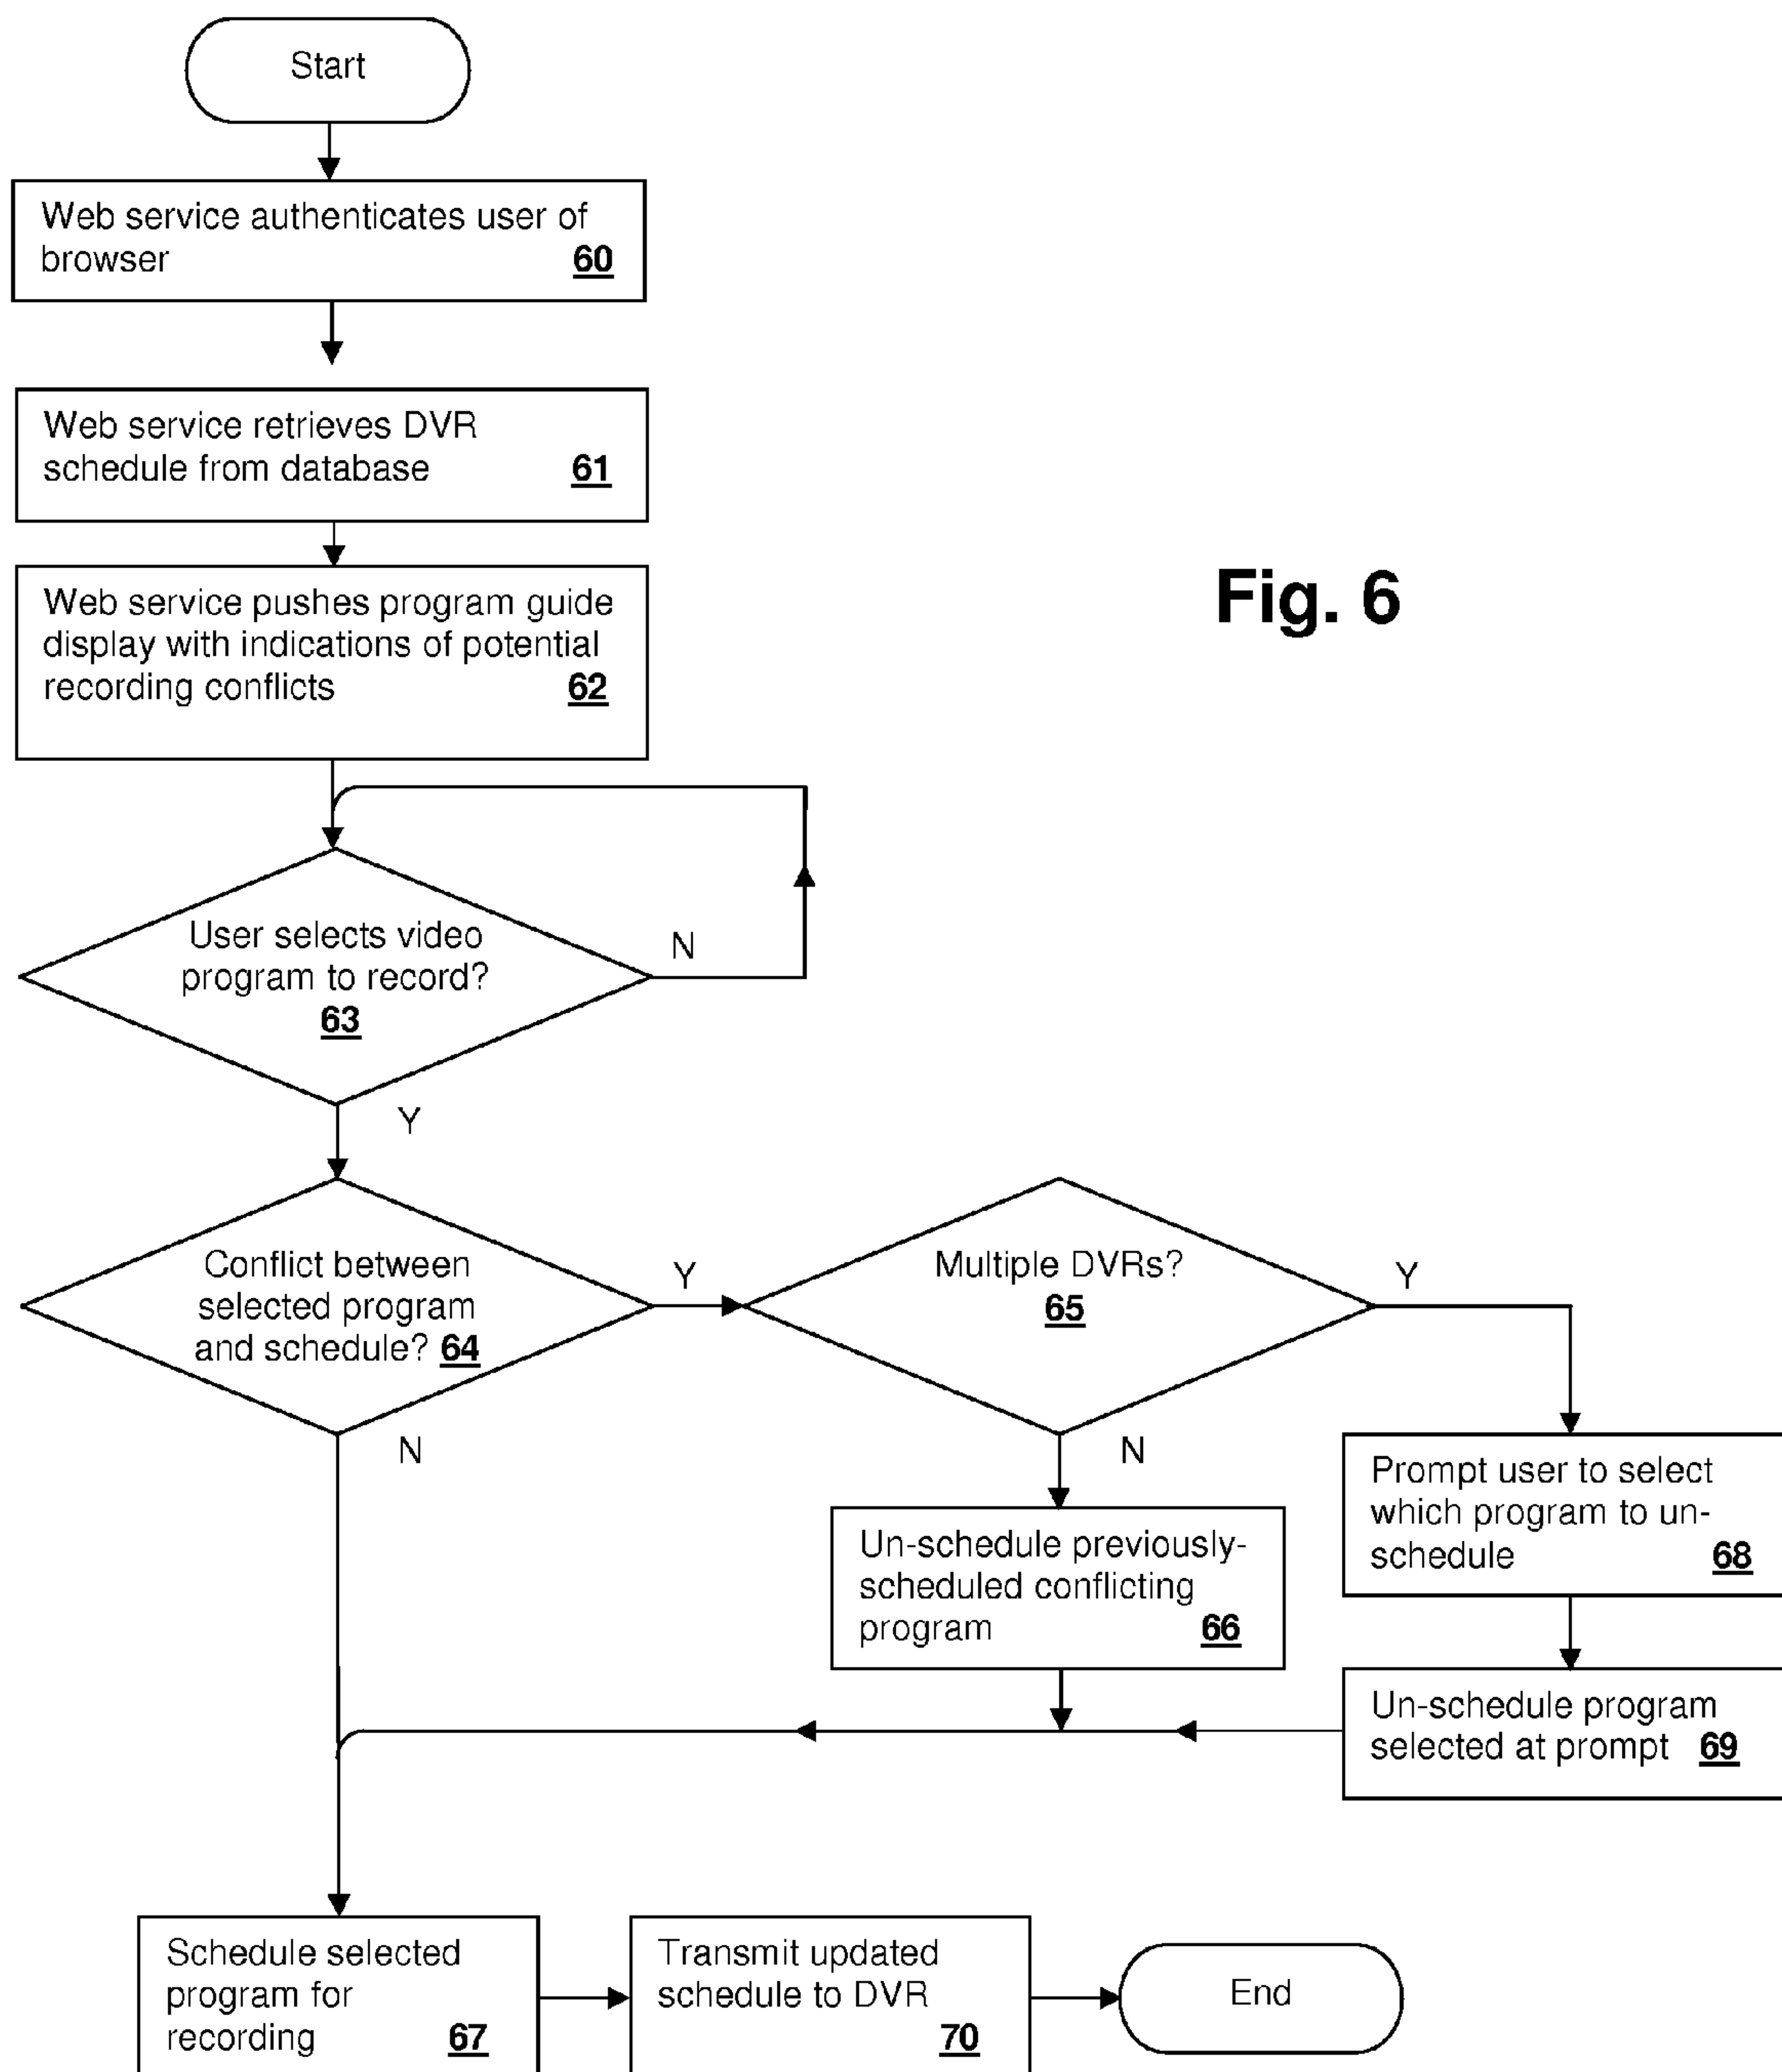 Start
Web service authenticates user of
browser 60
Web service retrieves DVR
schedule from database 61
Web service pushes program guide
display with indications of potential
recording conflicts 62
Fig. 6
User selects video
program to record?
63
N
Y
Conflict between
selected program
and schedule? 64
Y
N
Multiple DVRs?
65
Y
N
Un-schedule previously-
scheduled conflicting
program 66
Prompt user to select
which program to un-
schedule 68
Un-schedule program
selected at prompt 69
Schedule selected
program for
recording 67
Transmit updated
schedule to DVR
70
End